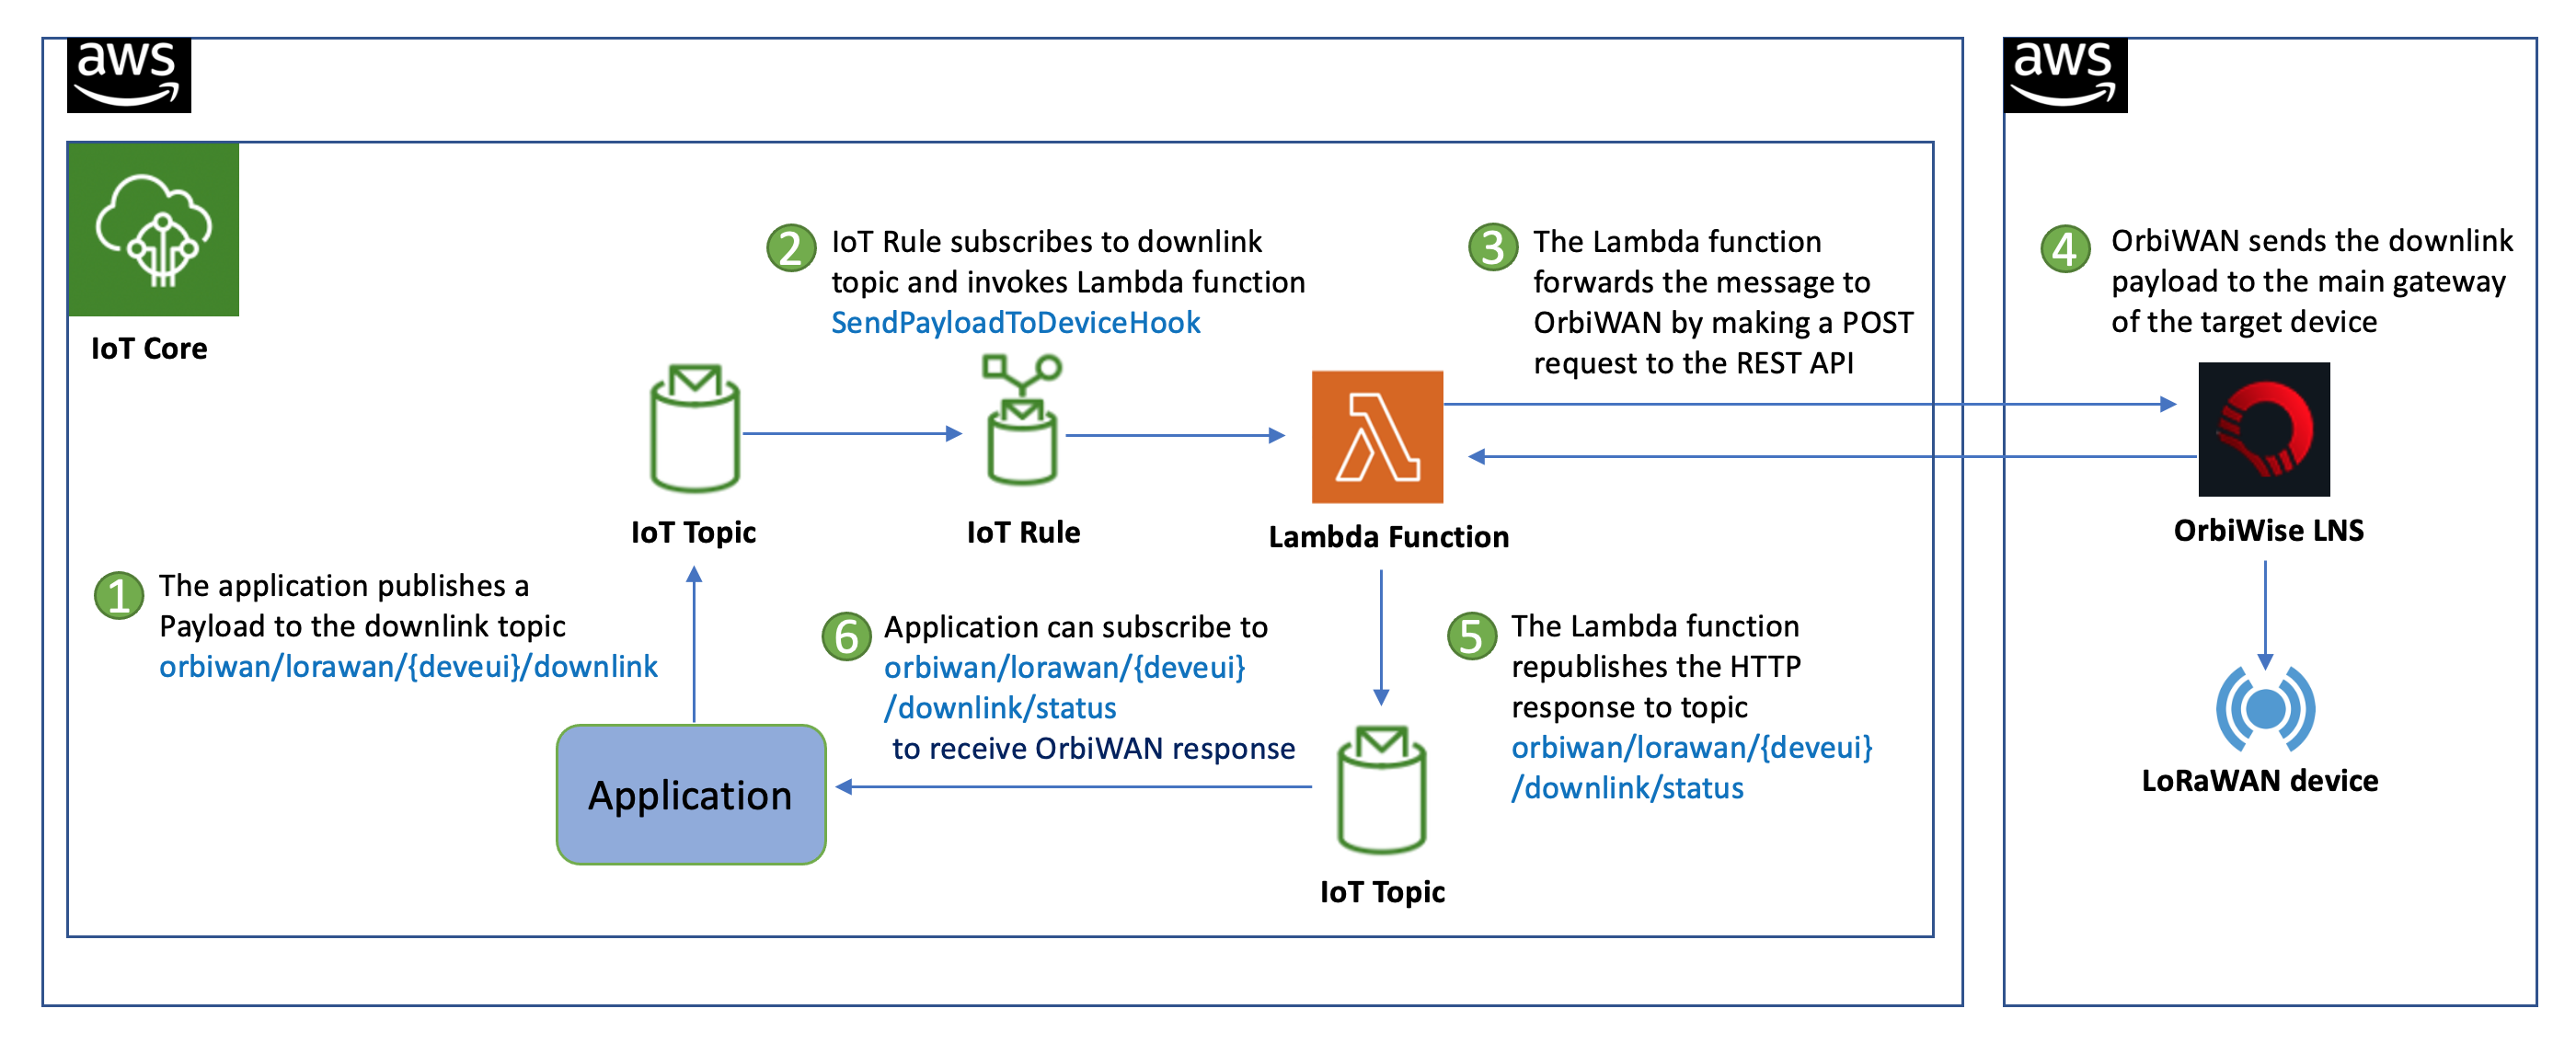 aws
aws
IoT Core
2
IoT Rule subscribes to downlink
topic and invokes Lambda function
SendPayloadToDeviceHook
3
The Lambda function
forwards the message to
OrbiWAN by making a POST
request to the REST API
4
OrbiWAN sends the downlink
payload to the main gateway
of the target device
IoT Topic
IoT Rule
Lambda Function
OrbiWise LNS
1
The application publishes a
Payload to the downlink topic
orbiwan/lorawan/{deveui}/downlink
6
Application can subscribe to
orbiwan/lorawan/{deveui}
/downlink/status
to receive OrbiWAN response
5
The Lambda function
republishes the HTTP
response to topic
orbiwan/lorawan/{deveui}
/downlink/status
Application
IoT Topic
LoRaWAN device